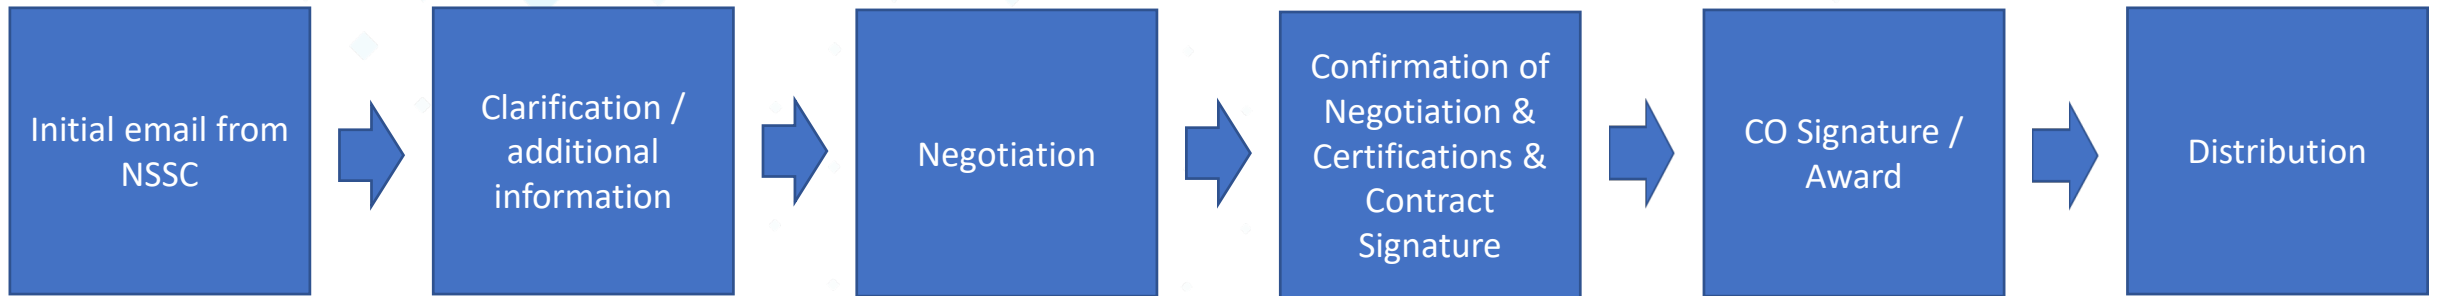 Initial email from
NSSC
Clarification /
additional
information
Negotiation
Confirmation of
Negotiation &
Certifications &
Contract
Signature
CO Signature /
Award
Distribution